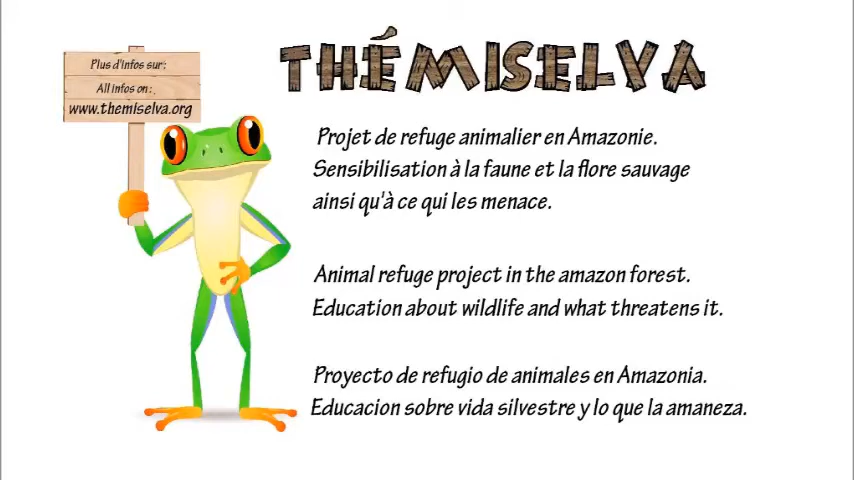 Plus d'infos sur:
All infos on:
www.themiselva.org
THÉMISELVA
Projet de refuge animalier en Amazonie.
Sensibilisation à la faune et la flore sauvage
ainsi qu'à ce qui les menace.
Animal refuge project in the amazon forest.
Education about wildlife and what threatens it.
Proyecto de refugio de animales en Amazonia.
Educacion sobre vida silvestre y lo que la amaneza.